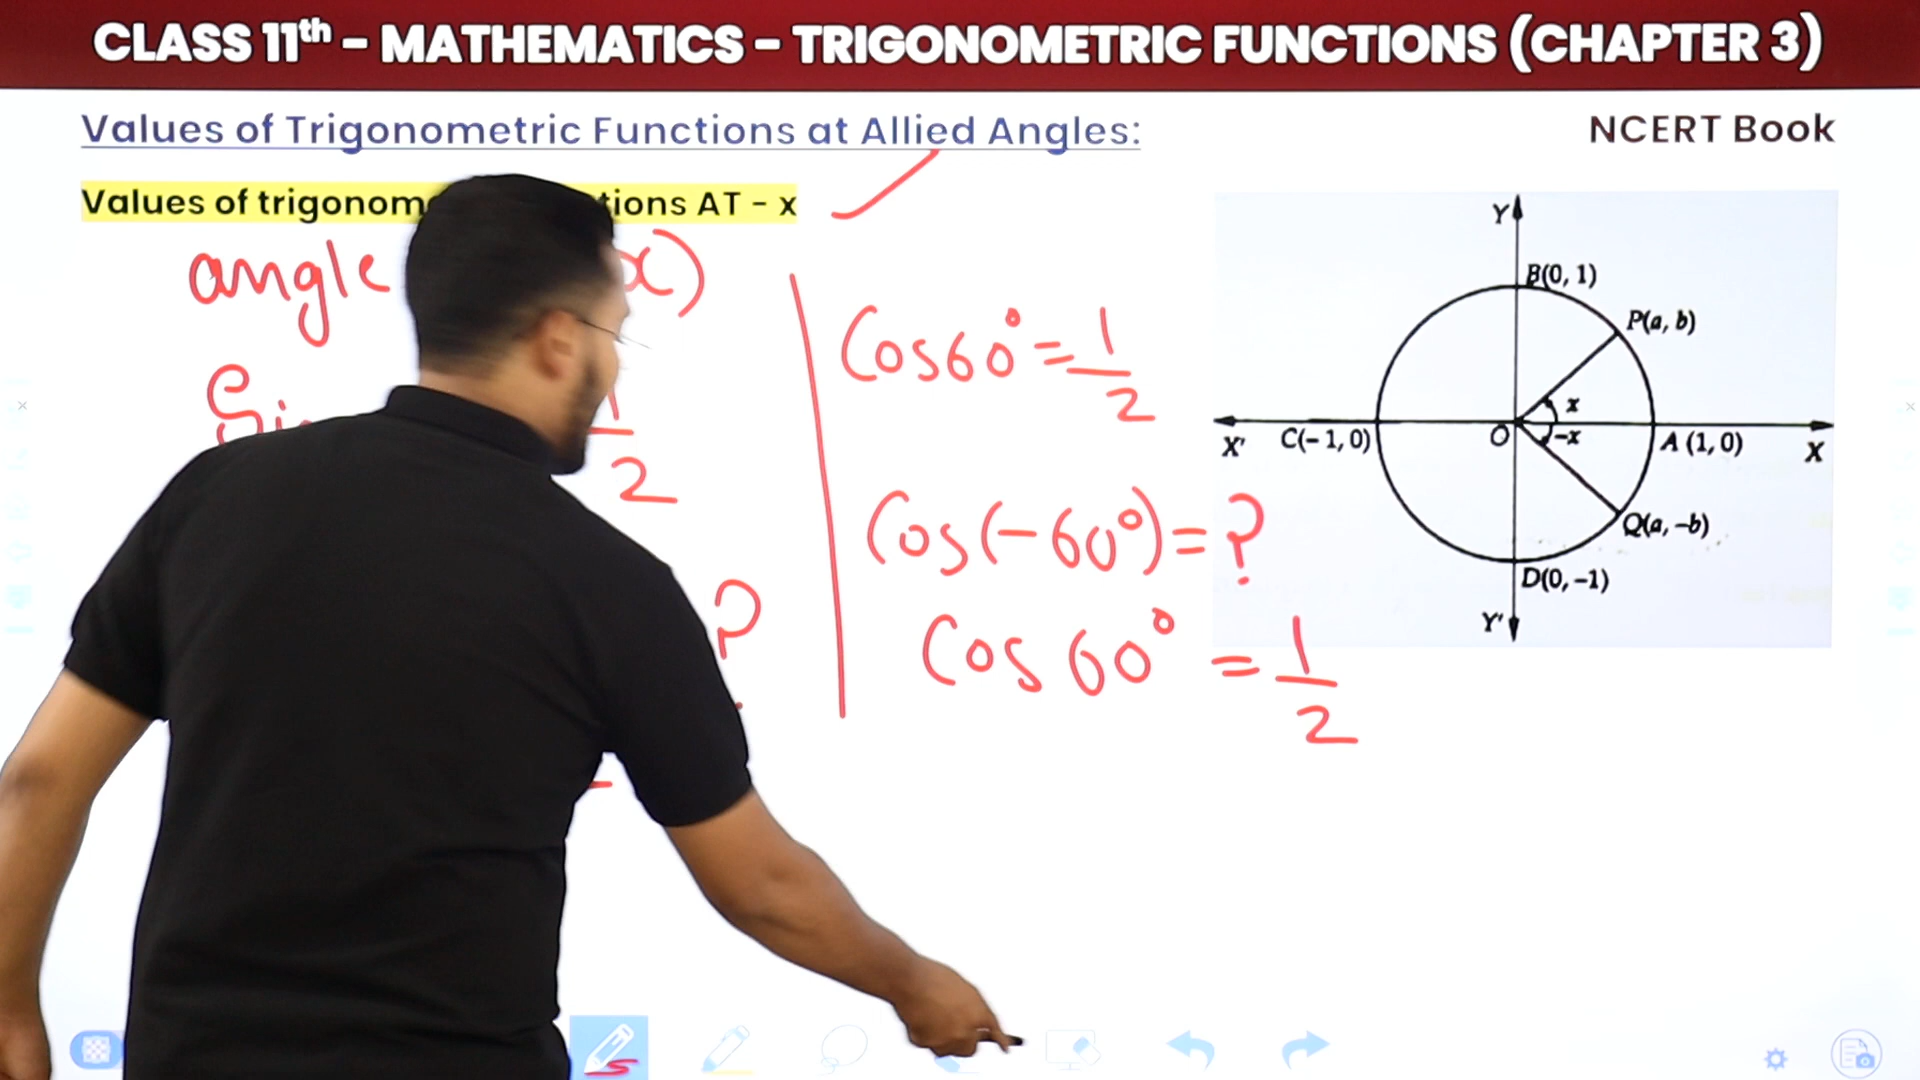 CLASS 11th – MATHEMATICS – TRIGONOMETRIC FUNCTIONS (CHAPTER 3)
Values of Trigonometric Functions at Allied Angles:
NCERT Book
Values of trigonom tions AT - x
angle x)
Cos60° = 1/2
1/2
Cos(-60°) = ?
?
Cos 60° = 1/2
Y
B(0, 1)
P(a, b)
x
X' C(-1, 0) O -x A (1, 0) X
Q(a, -b)
D(0, -1)
Y'